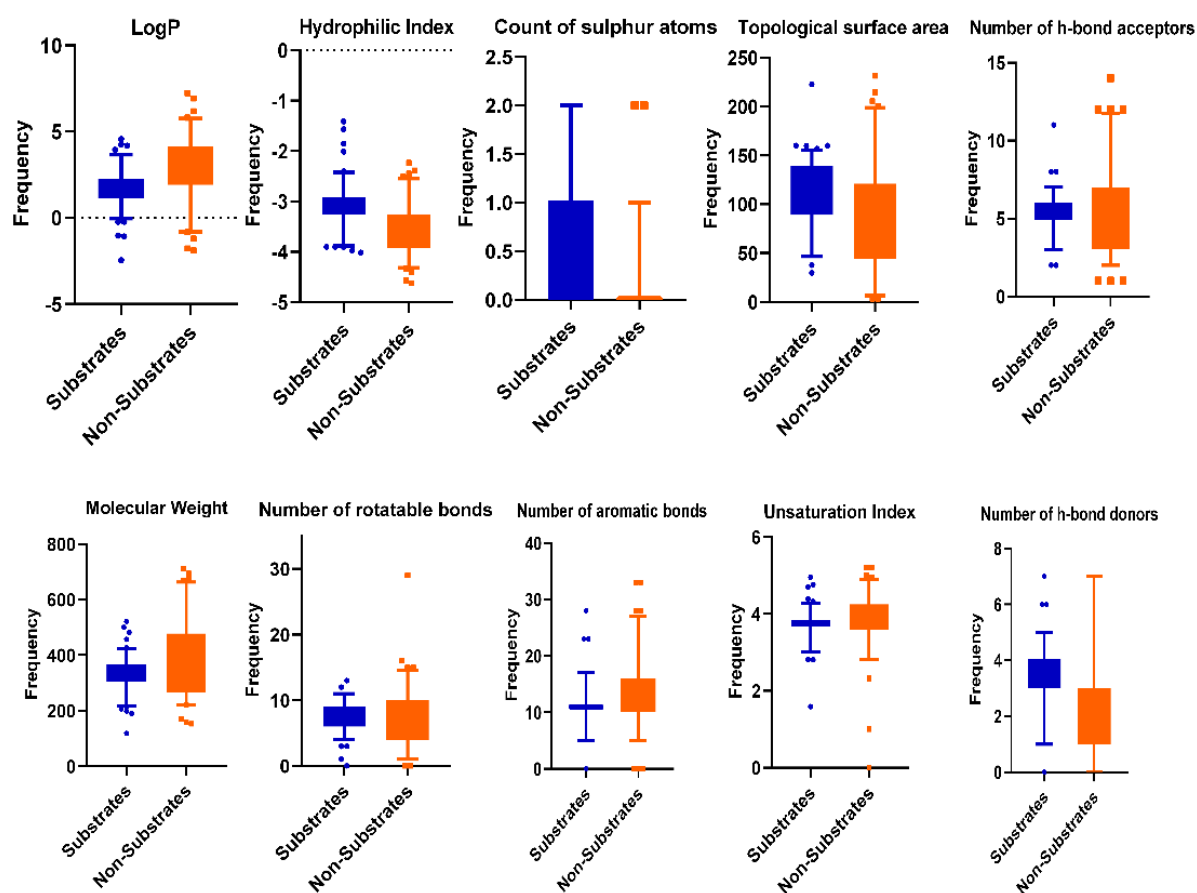 LogP
Frequency
10
5
0
-5
Substrates
Non-Substrates
Hydrophilic Index
Frequency
0
-1
-2
-3
-4
-5
Substrates
Non-Substrates
Count of sulphur atoms
Frequency
2.5
2.0
1.5
1.0
0.5
0.0
Substrates
Non-Substrates
Topological surface area
Frequency
250
200
150
100
50
0
Substrates
Non-Substrates
Number of h-bond acceptors
Frequency
15
10
5
0
Substrates
Non-Substrates
Molecular Weight
Frequency
800
600
400
200
0
Substrates
Non-Substrates
Number of rotatable bonds
Frequency
30
20
10
0
Substrates
Non-Substrates
Number of aromatic bonds
Frequency
40
30
20
10
0
Substrates
Non-Substrates
Unsaturation Index
Frequency
6
4
2
0
Substrates
Non-Substrates
Number of h-bond donors
Frequency
8
6
4
2
0
Substrates
Non-Substrates